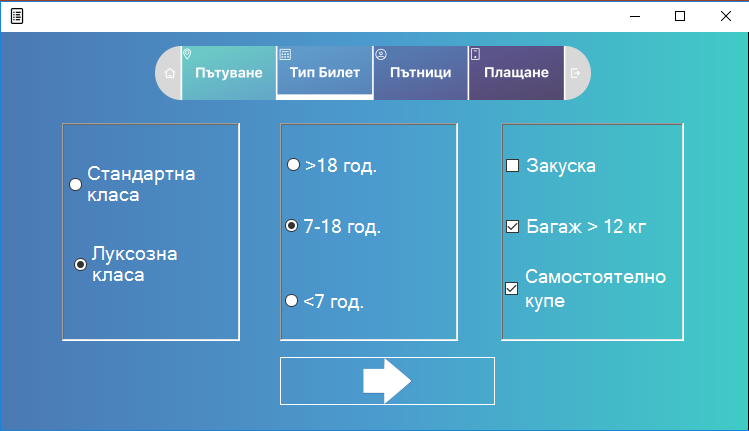 Пътуване
Тип Билет
Пътници
Плащане
Стандартна
класа
Луксозна
класа
>18 год.
7-18 год.
<7 год.
Закуска
Багаж > 12 кг
Самостоятелно
купе